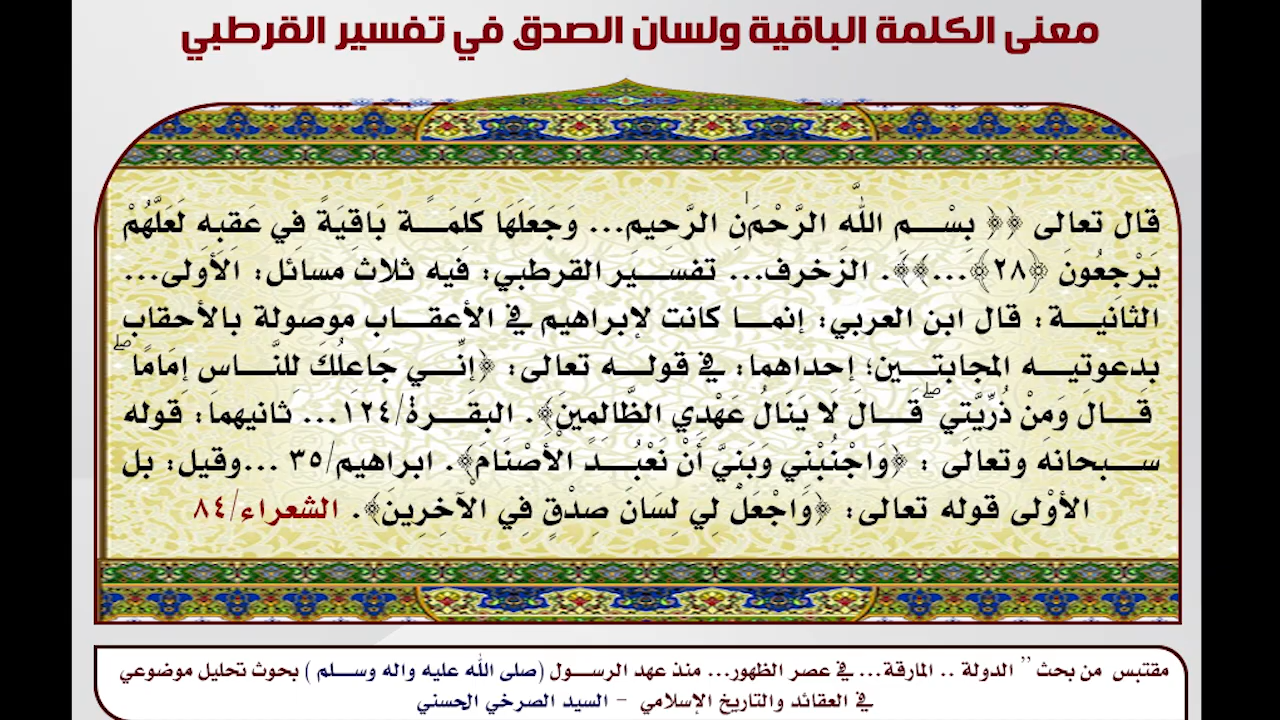 معنى الكلمة الباقية ولسان الصدق في تفسير القرطبي
قال تعالى ﴿﴿ بِسْمِ اللَّهِ الرَّحْمَٰنِ الرَّحِيمِ... وَجَعَلَهَا كَلِمَةً بَاقِيَةً فِي عَقِبِهِ لَعَلَّهُمْ
يَرْجِعُونَ ﴿٢٨﴾...﴾﴾. الزخرف... تفسير القرطبي: فيه ثلاث مسائل: الأولى...
الثانية: قال ابن العربي: إنما كانت لإبراهيم في الأعقاب موصولة بالأحقاب
بدعوتيه المجابتين؛ إحداهما: في قوله تعالى: ﴿إِنِّي جَاعِلُكَ لِلنَّاسِ إِمَامًا ۖ
قَالَ وَمِنْ ذُرِّيَّتِي ۖ قَالَ لَا يَنَالُ عَهْدِي الظَّالِمِينَ﴾. البقرة/١٢٤... ثانيهما: قوله
سبحانه وتعالى : ﴿وَاجْنُبْنِي وَبَنِيَّ أَنْ نَعْبُدَ الْأَصْنَامَ﴾. ابراهيم/٣٥ ...وقيل: بل
الأولى قوله تعالى: ﴿وَاجْعَلْ لِي لِسَانَ صِدْقٍ فِي الْآخِرِينَ﴾. الشعراء/٨٤
مقتبس من بحث " الدولة .. المارقة... في عصر الظهور... منذ عهد الرسول (صلى الله عليه واله وسلم ) بحوث تحليل موضوعي
في العقائد والتاريخ الإسلامي - السيد الصرخي الحسني